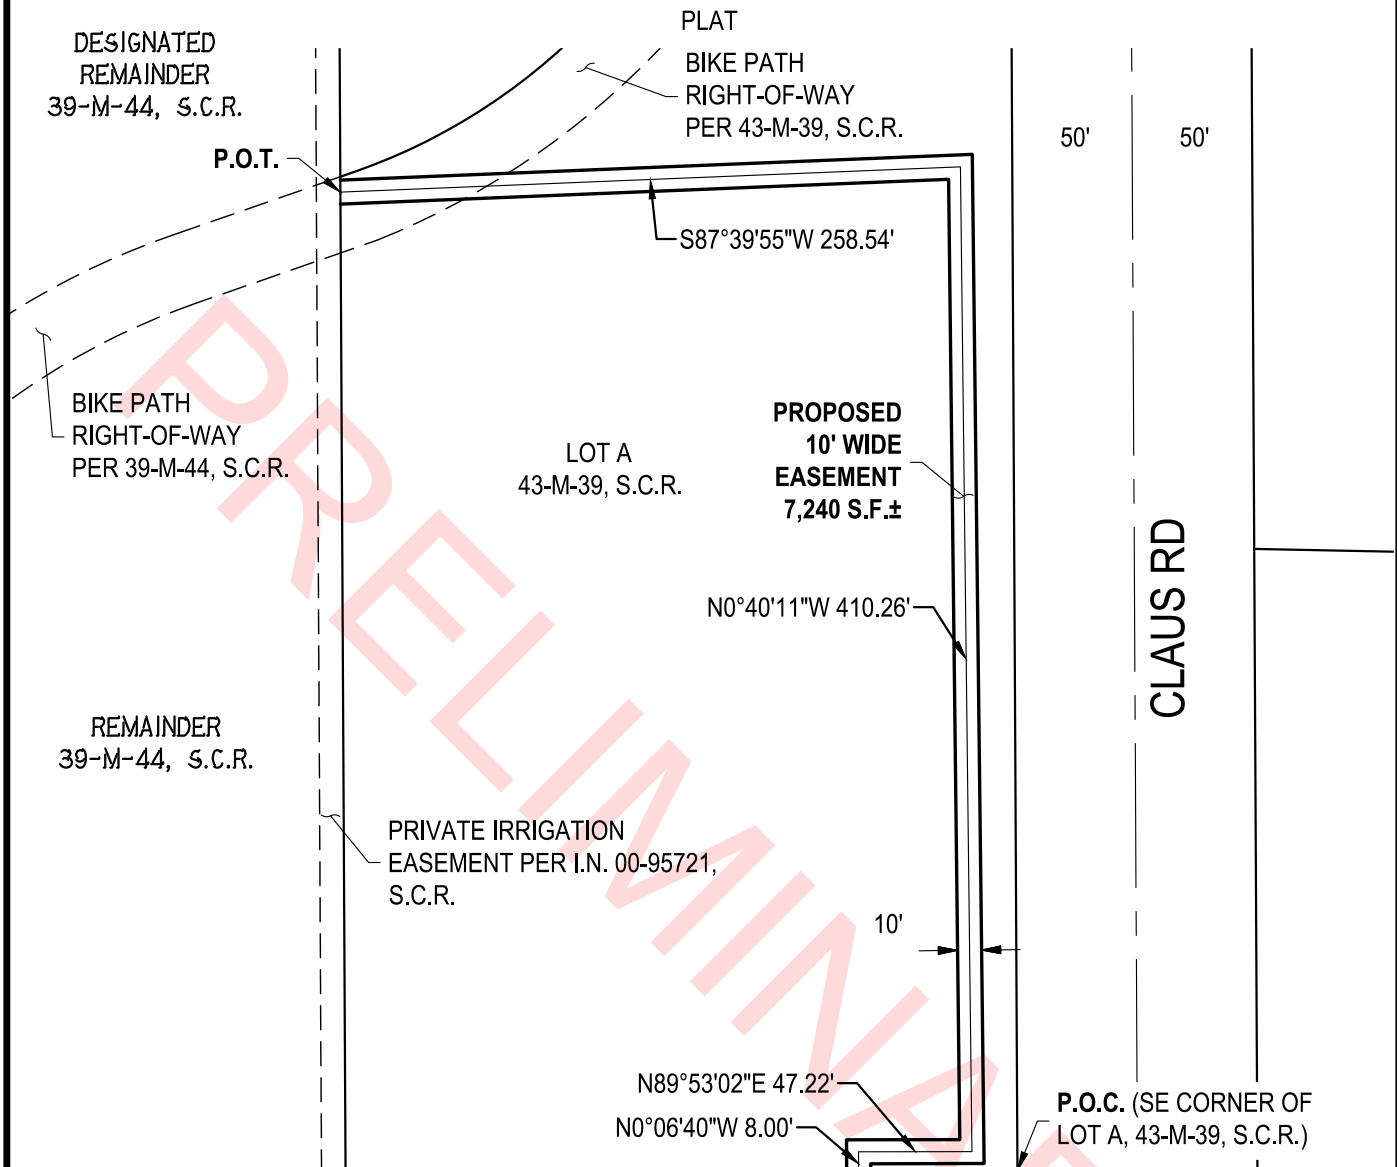 PLAT
DESIGNATED
REMAINDER
39-M-44, S.C.R.
BIKE PATH
RIGHT-OF-WAY
PER 43-M-39, S.C.R.
50'
50'
P.O.T.
S87°39'55"W 258.54'
BIKE PATH
RIGHT-OF-WAY
PER 39-M-44, S.C.R.
LOT A
43-M-39, S.C.R.
PROPOSED
10' WIDE
EASEMENT
7,240 S.F.±
CLAUS RD
N0°40'11"W 410.26'
REMAINDER
39-M-44, S.C.R.
PRIVATE IRRIGATION
EASEMENT PER I.N. 00-95721,
S.C.R.
10'
N89°53'02"E 47.22'
N0°06'40"W 8.00'
P.O.C. (SE CORNER OF
LOT A, 43-M-39, S.C.R.)
PRELIMINA